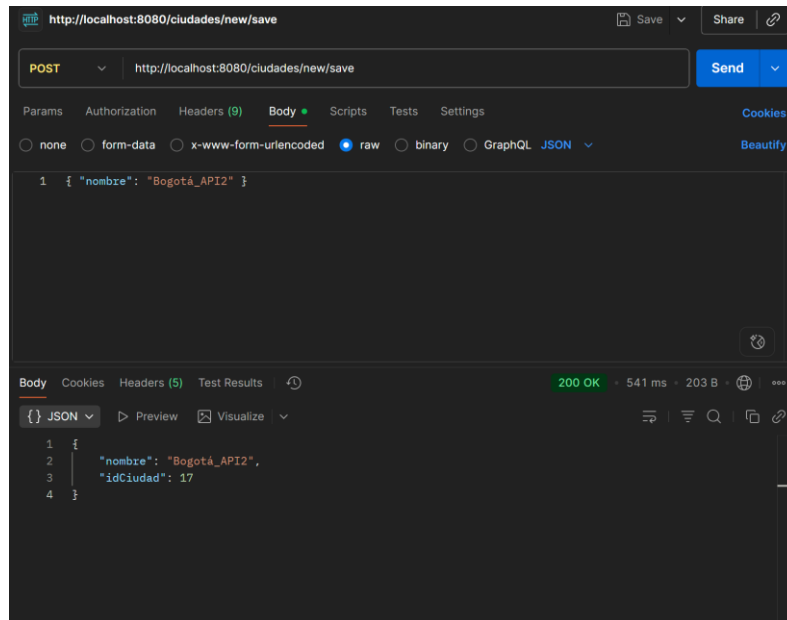 HTTP http://localhost:8080/ciudades/new/save Save Share
POST http://localhost:8080/ciudades/new/save Send
Params Authorization Headers (9) Body Scripts Tests Settings Cookies
none form-data x-www-form-urlencoded raw binary GraphQL JSON Beautify
1 { "nombre": "Bogotá_API2" }
Body Cookies Headers (5) Test Results 200 OK 541 ms 203 B
{} JSON Preview Visualize
1 {
2 "nombre": "Bogotá_API2",
3 "idCiudad": 17
4 }